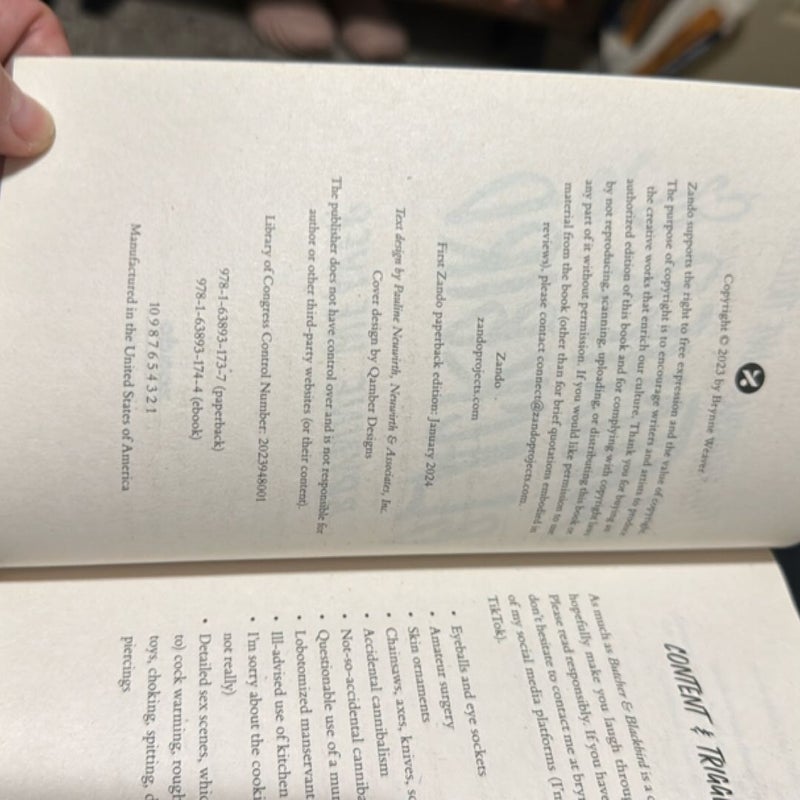 Copyright © 2023 by Brynne Weaver
Zando supports the right to free expression and the value of copyright.
The purpose of copyright is to encourage writers and artists to produce
the creative works that enrich our culture. Thank you for buying an
authorized edition of this book and for complying with copyright laws
by not reproducing, scanning, uploading, or distributing this book or
any part of it without permission. If you would like permission to use
material from the book (other than for brief quotations embodied in
reviews), please contact connect@zandoprojects.com.
Zando
zandoprojects.com
First Zando paperback edition: January 2024
Text design by Pauline Neuwirth, Neuwirth & Associates, Inc.
Cover design by Qamber Designs
The publisher does not have control over and is not responsible for
author or other third-party websites (or their content).
Library of Congress Control Number: 2023948001
978-1-63893-173-7 (paperback)
978-1-63893-174-4 (ebook)
10 9 8 7 6 5 4 3 2 1
Manufactured in the United States of America
CONTENT &
As much as Butcher & Blackbird is a
hopefully make you laugh
Please read responsibly. If you have
don't hesitate to contact me at
of my social media platforms
TikTok).
• Eyeballs and eye sockets
• Amateur surgery
• Skin ornaments
• Chainsaws, axes, knives,
• Accidental cannibalism
• Not-so-accidental
• Questionable use of a
• Lobotomized manservant
• Ill-advised use of kitchen
• I'm sorry about the
not really)
• Detailed sex scenes,
to) cock warming, rough
toys, choking, spitting,
piercings